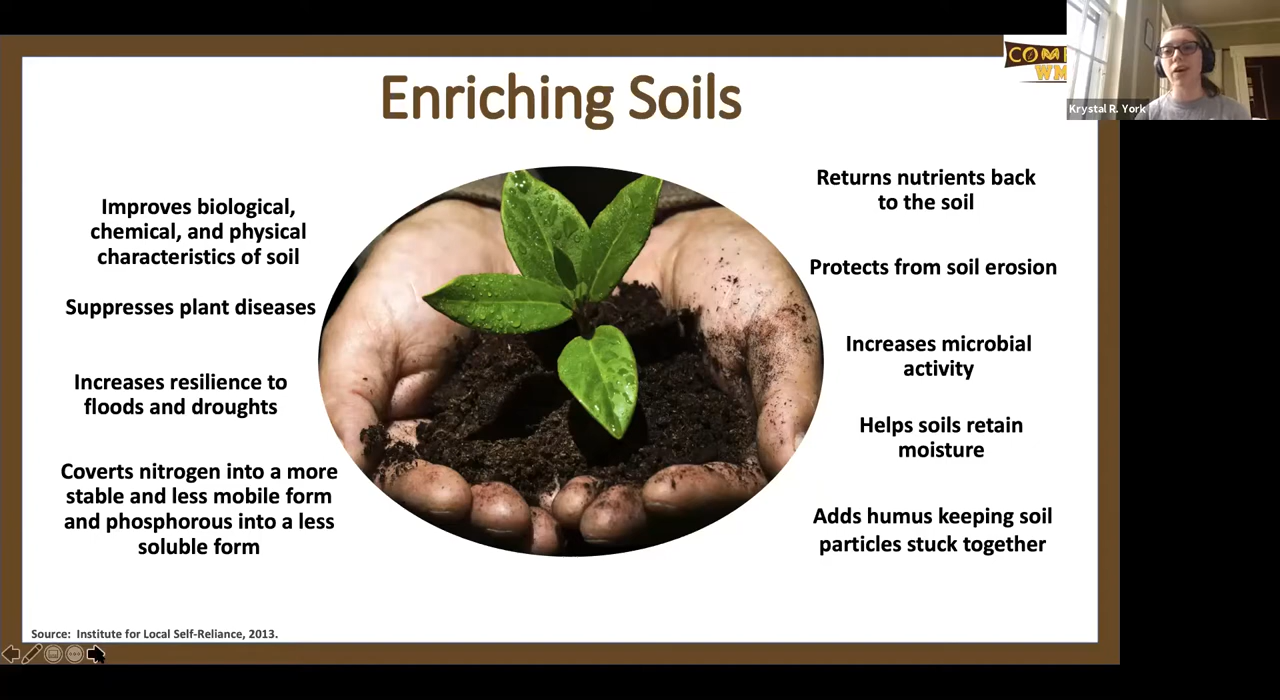 Enriching Soils
Krystal R. York
Improves biological,
chemical, and physical
characteristics of soil
Suppresses plant diseases
Increases resilience to
floods and droughts
Coverts nitrogen into a more
stable and less mobile form
and phosphorous into a less
soluble form
Returns nutrients back
to the soil
Protects from soil erosion
Increases microbial
activity
Helps soils retain
moisture
Adds humus keeping soil
particles stuck together
Source: Institute for Local Self-Reliance, 2013.